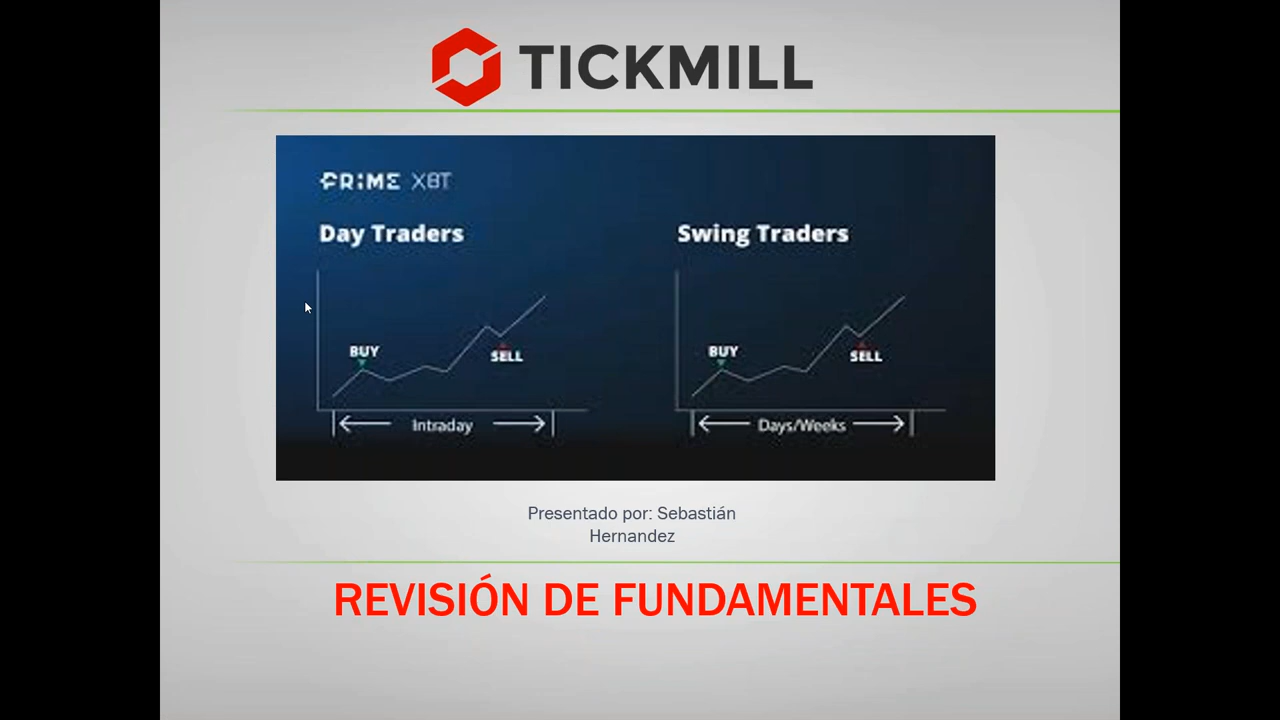 TICKMILL
PRIME XBT
Day Traders
Swing Traders
BUY
SELL
BUY
SELL
Intraday
Days/Weeks
Presentado por: Sebastián
Hernandez
REVISIÓN DE FUNDAMENTALES